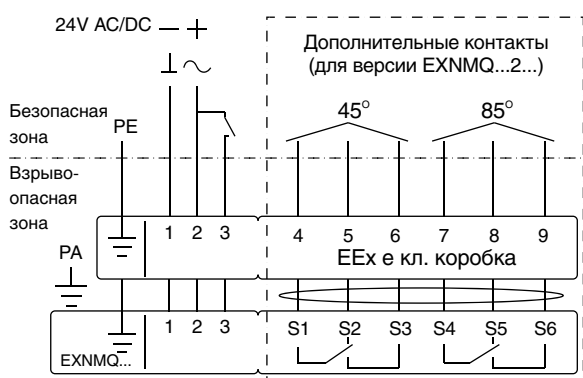 24V AC/DC — +
⊥ ~
Дополнительные контакты
(для версии EXNMQ...2...)
Безопасная
зона
PE
45° 85°
Взрыво-
опасная
зона
1 2 3 4 5 6 7 8 9
EEx e кл. коробка
PA
1 2 3 S1 S2 S3 S4 S5 S6
EXNMQ...